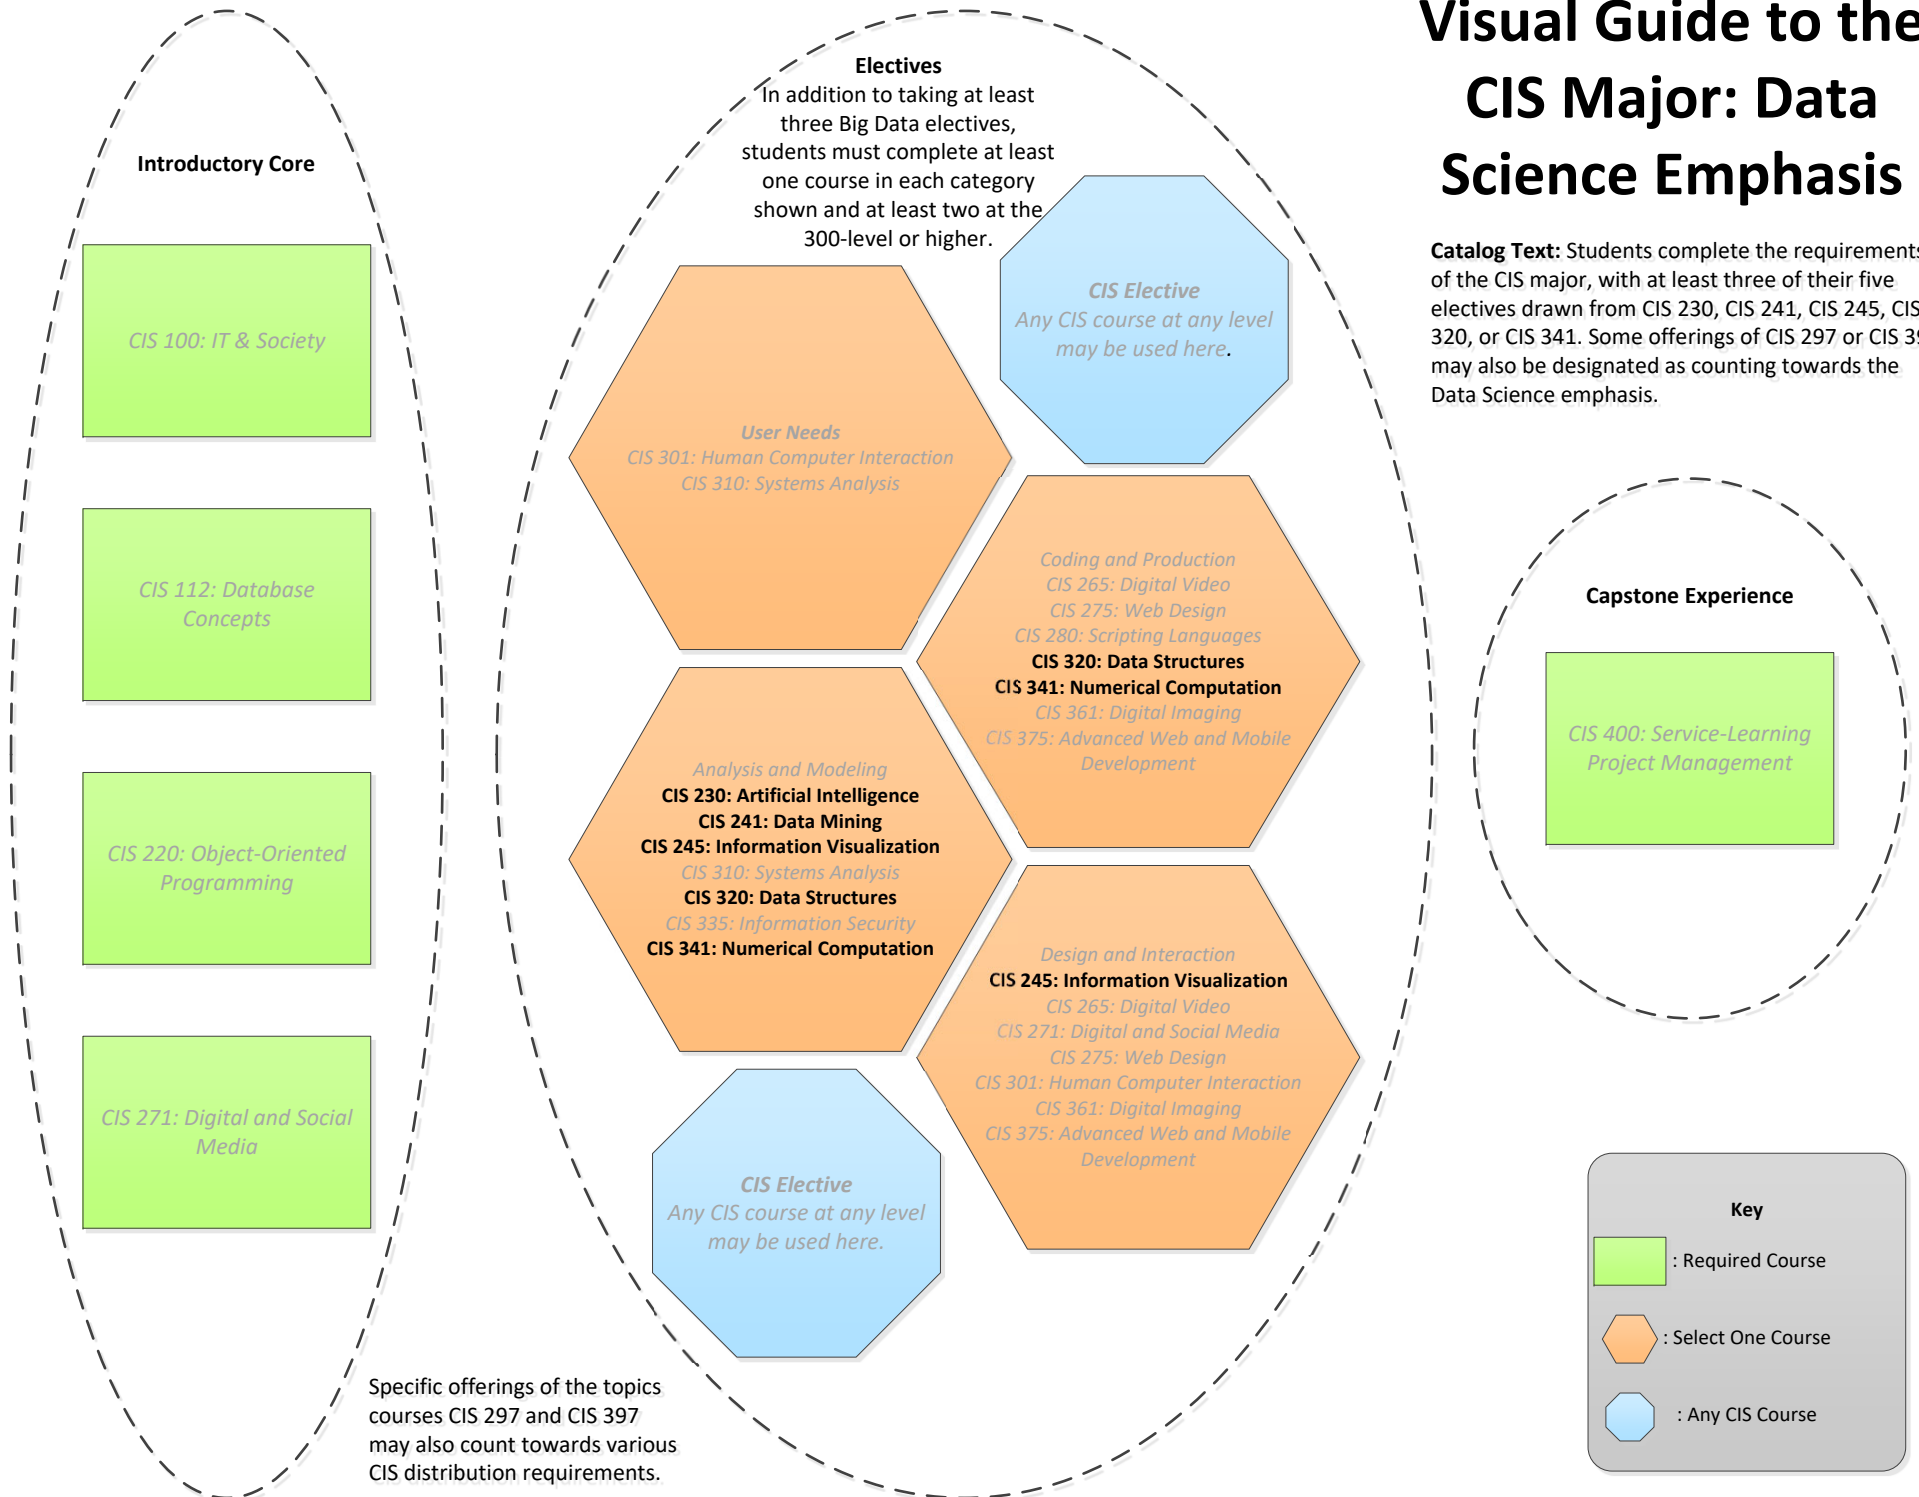 Visual Guide to the
CIS Major: Data
Science Emphasis
Catalog Text: Students complete the requirements
of the CIS major, with at least three of their five
electives drawn from CIS 230, CIS 241, CIS 245, CIS
320, or CIS 341. Some offerings of CIS 297 or CIS
may also be designated as counting towards the
Data Science emphasis.
Introductory Core
CIS 100: IT & Society
CIS 112: Database
Concepts
CIS 220: Object-Oriented
Programming
CIS 271: Digital and Social
Media
Electives
In addition to taking at least
three Big Data electives,
students must complete at least
one course in each category
shown and at least two at the
300-level or higher.
CIS Elective
Any CIS course at any level
may be used here.
User Needs
CIS 301: Human Computer Interaction
CIS 310: Systems Analysis
Coding and Production
CIS 265: Digital Video
CIS 275: Web Design
CIS 280: Scripting Languages
CIS 320: Data Structures
CIS 341: Numerical Computation
CIS 361: Digital Imaging
CIS 375: Advanced Web and Mobile
Development
Analysis and Modeling
CIS 230: Artificial Intelligence
CIS 241: Data Mining
CIS 245: Information Visualization
CIS 310: Systems Analysis
CIS 320: Data Structures
CIS 335: Information Security
CIS 341: Numerical Computation
Design and Interaction
CIS 245: Information Visualization
CIS 265: Digital Video
CIS 271: Digital and Social Media
CIS 275: Web Design
CIS 301: Human Computer Interaction
CIS 361: Digital Imaging
CIS 375: Advanced Web and Mobile
Development
CIS Elective
Any CIS course at any level
may be used here.
Specific offerings of the topics
courses CIS 297 and CIS 397
may also count towards various
CIS distribution requirements.
Capstone Experience
CIS 400: Service-Learning
Project Management
Key
: Required Course
: Select One Course
: Any CIS Course